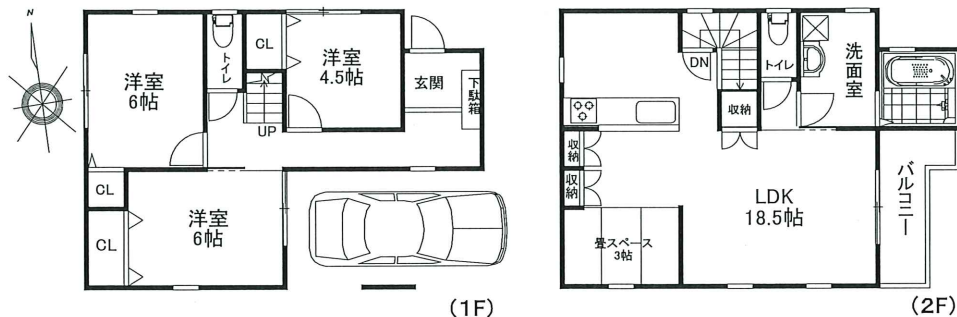 N
洋室
6帖
トイレ
CL
洋室
4.5帖
玄関
下駄箱
UP
CL
CL
洋室
6帖
(1F)
DN
収納
トイレ
洗面室
収納
収納
LDK
18.5帖
畳スペース
3帖
バルコニー
(2F)